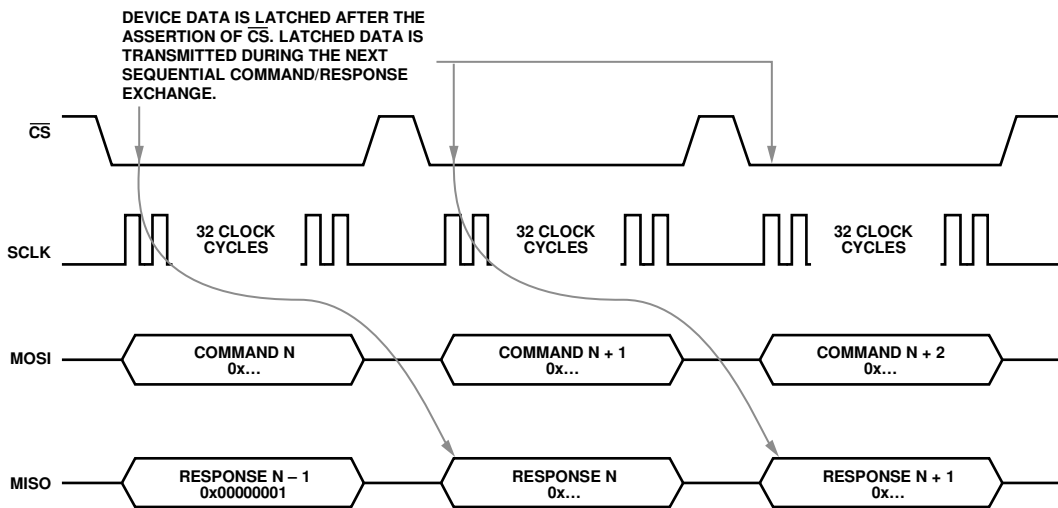 DEVICE DATA IS LATCHED AFTER THE
ASSERTION OF C̅S̅. LATCHED DATA IS
TRANSMITTED DURING THE NEXT
SEQUENTIAL COMMAND/RESPONSE
EXCHANGE.
C̅S̅
SCLK
32 CLOCK
CYCLES
32 CLOCK
CYCLES
32 CLOCK
CYCLES
MOSI
COMMAND N
0x…
COMMAND N + 1
0x…
COMMAND N + 2
0x…
MISO
RESPONSE N – 1
0x00000001
RESPONSE N
0x…
RESPONSE N + 1
0x…